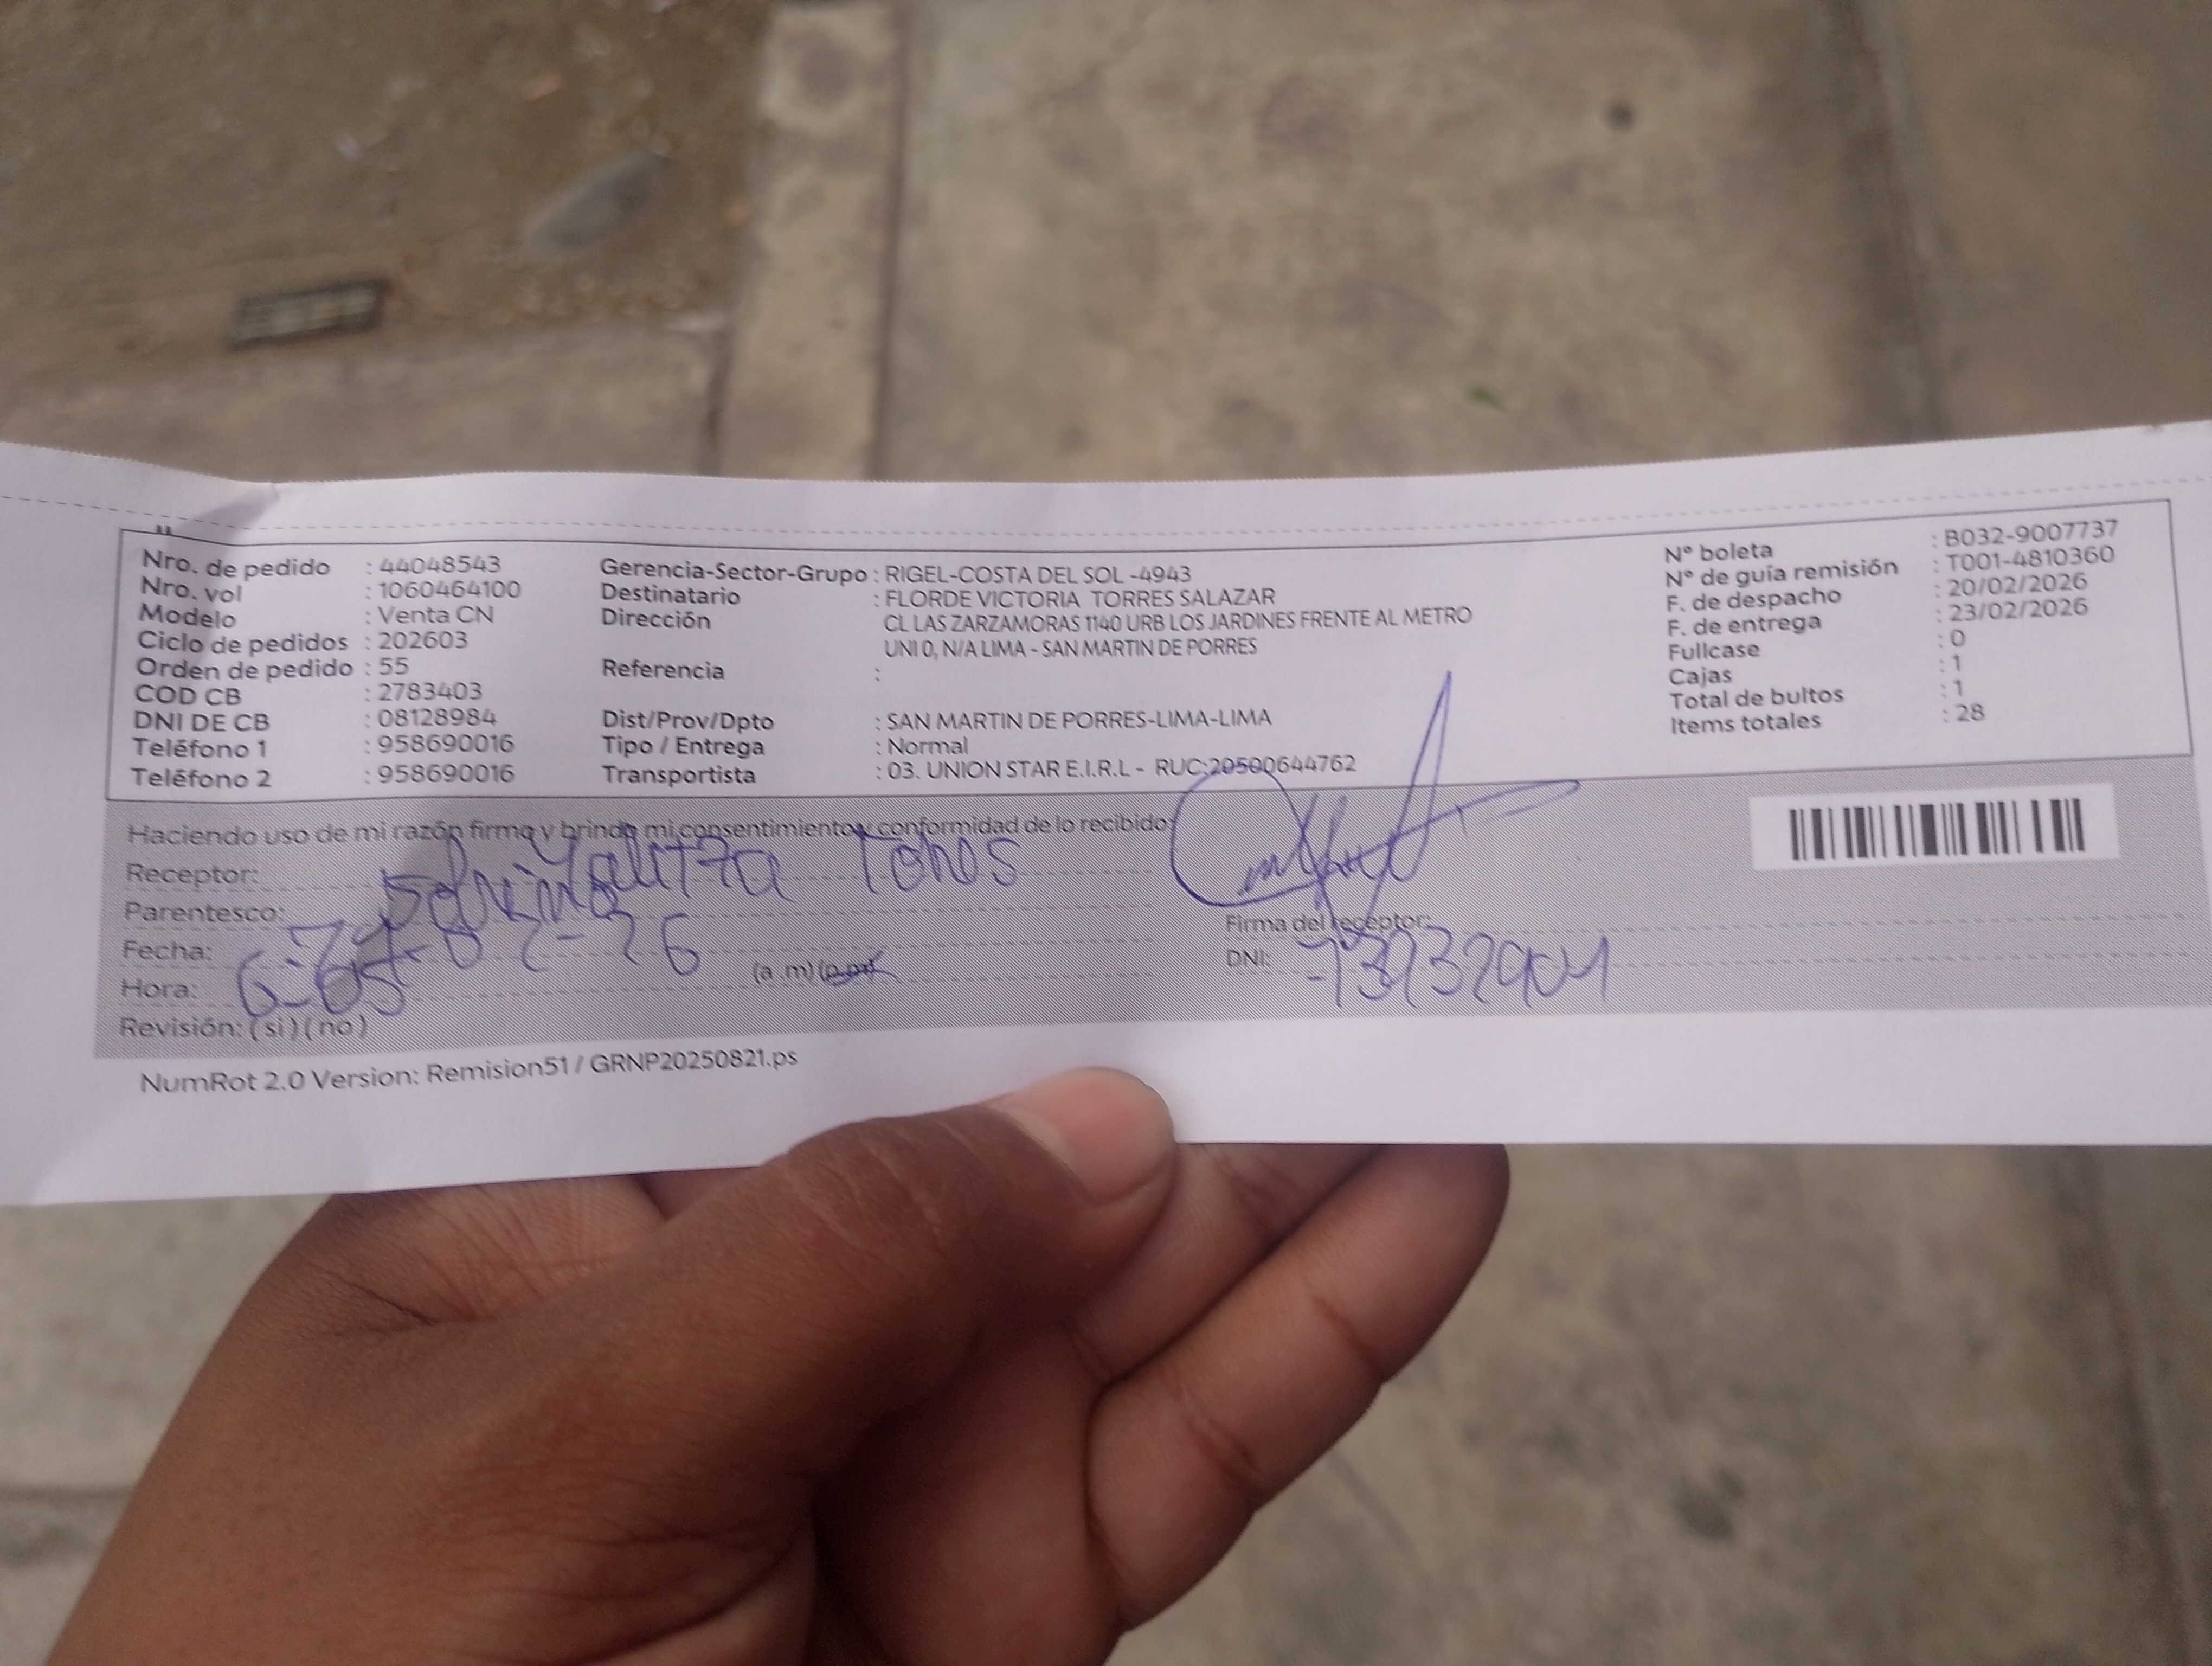 Nro. de pedido : 44048543
Nro. vol : 1060464100
Modelo : Venta CN
Ciclo de pedidos : 202603
Orden de pedido : 55
COD CB : 2783403
DNI DE CB : 08128984
Teléfono 1 : 958690016
Teléfono 2 : 958690016
Gerencia-Sector-Grupo : RIGEL-COSTA DEL SOL -4943
Destinatario : FLORDE VICTORIA TORRES SALAZAR
Dirección CL LAS ZARZAMORAS 1140 URB LOS JARDINES FRENTE AL METRO
UNI 0, N/A LIMA - SAN MARTIN DE PORRES
Referencia :
Dist/Prov/Dpto : SAN MARTIN DE PORRES-LIMA-LIMA
Tipo / Entrega : Normal
Transportista : 03. UNION STAR E.I.R.L - RUC:20500644762
N° boleta : B032-9007737
N° de guía remisión : T001-4810360
F. de despacho : 20/02/2026
F. de entrega : 23/02/2026
Fullcase : 0
Cajas : 1
Total de bultos : 1
Items totales : 28
Haciendo uso de mi razón firmo y brindo mi consentimiento y conformidad de lo recibido:
Receptor: Yalitza
Parentesco:
Fecha:
Hora: (a .m) (p.m)
Revisión: ( si ) ( no )
Firma del receptor:
DNI:
NumRot 2.0 Version: Remision51 / GRNP20250821.ps